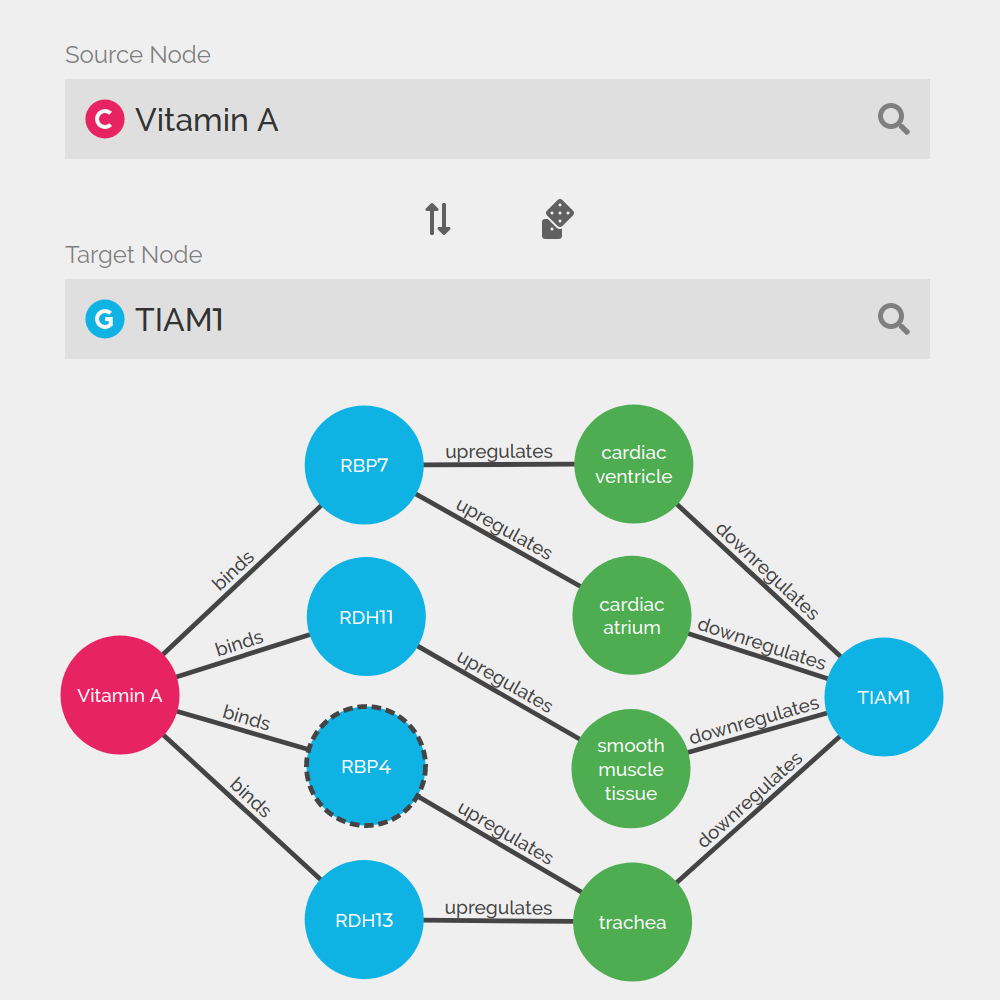 Source Node
C Vitamin A
Target Node
G TIAM1
RBP7
upregulates
cardiac
ventricle
upregulates
downregulates
binds
RDH11
cardiac
atrium
binds
downregulates
upregulates
Vitamin A
TIAM1
binds
downregulates
RBP4
smooth
muscle
tissue
binds
upregulates
downregulates
RDH13
upregulates
trachea